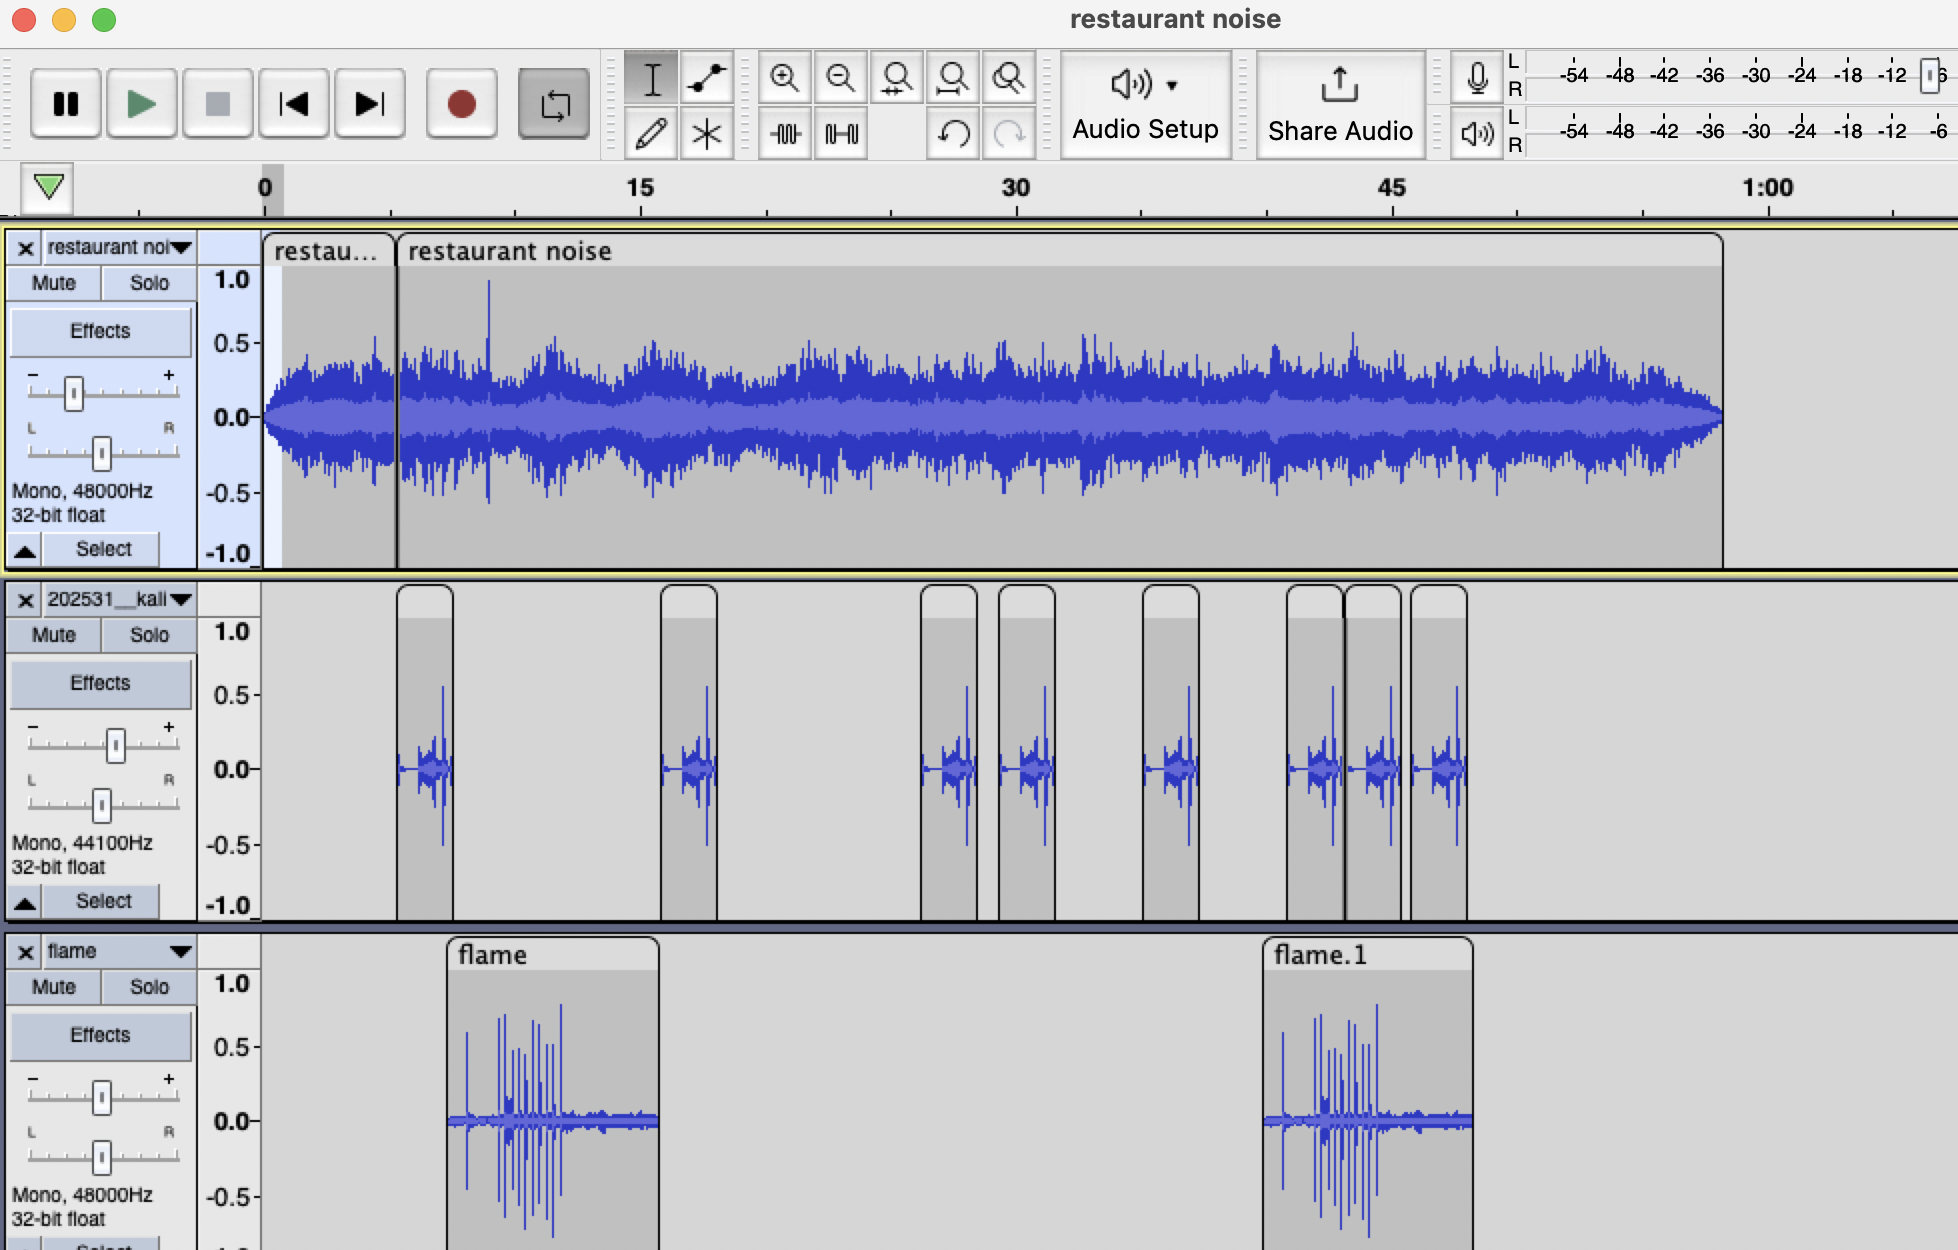 restaurant noise
L
R
-54 -48 -42 -36 -30 -24 -18 -12 6
Audio Setup
Share Audio
L
R
-54 -48 -42 -36 -30 -24 -18 -12 -6
0 15 30 45 1:00
restaurant noi
restau...
restaurant noise
Mute Solo
1.0
Effects
0.5
- +
0.0
L R
Mono, 48000Hz
-0.5
32-bit float
Select
-1.0
202531__kali
Mute Solo
1.0
Effects
0.5
- +
0.0
L R
Mono, 44100Hz
-0.5
32-bit float
Select
-1.0
flame
flame
flame.1
Mute Solo
1.0
Effects
0.5
- +
0.0
L R
Mono, 48000Hz
-0.5
32-bit float
Select